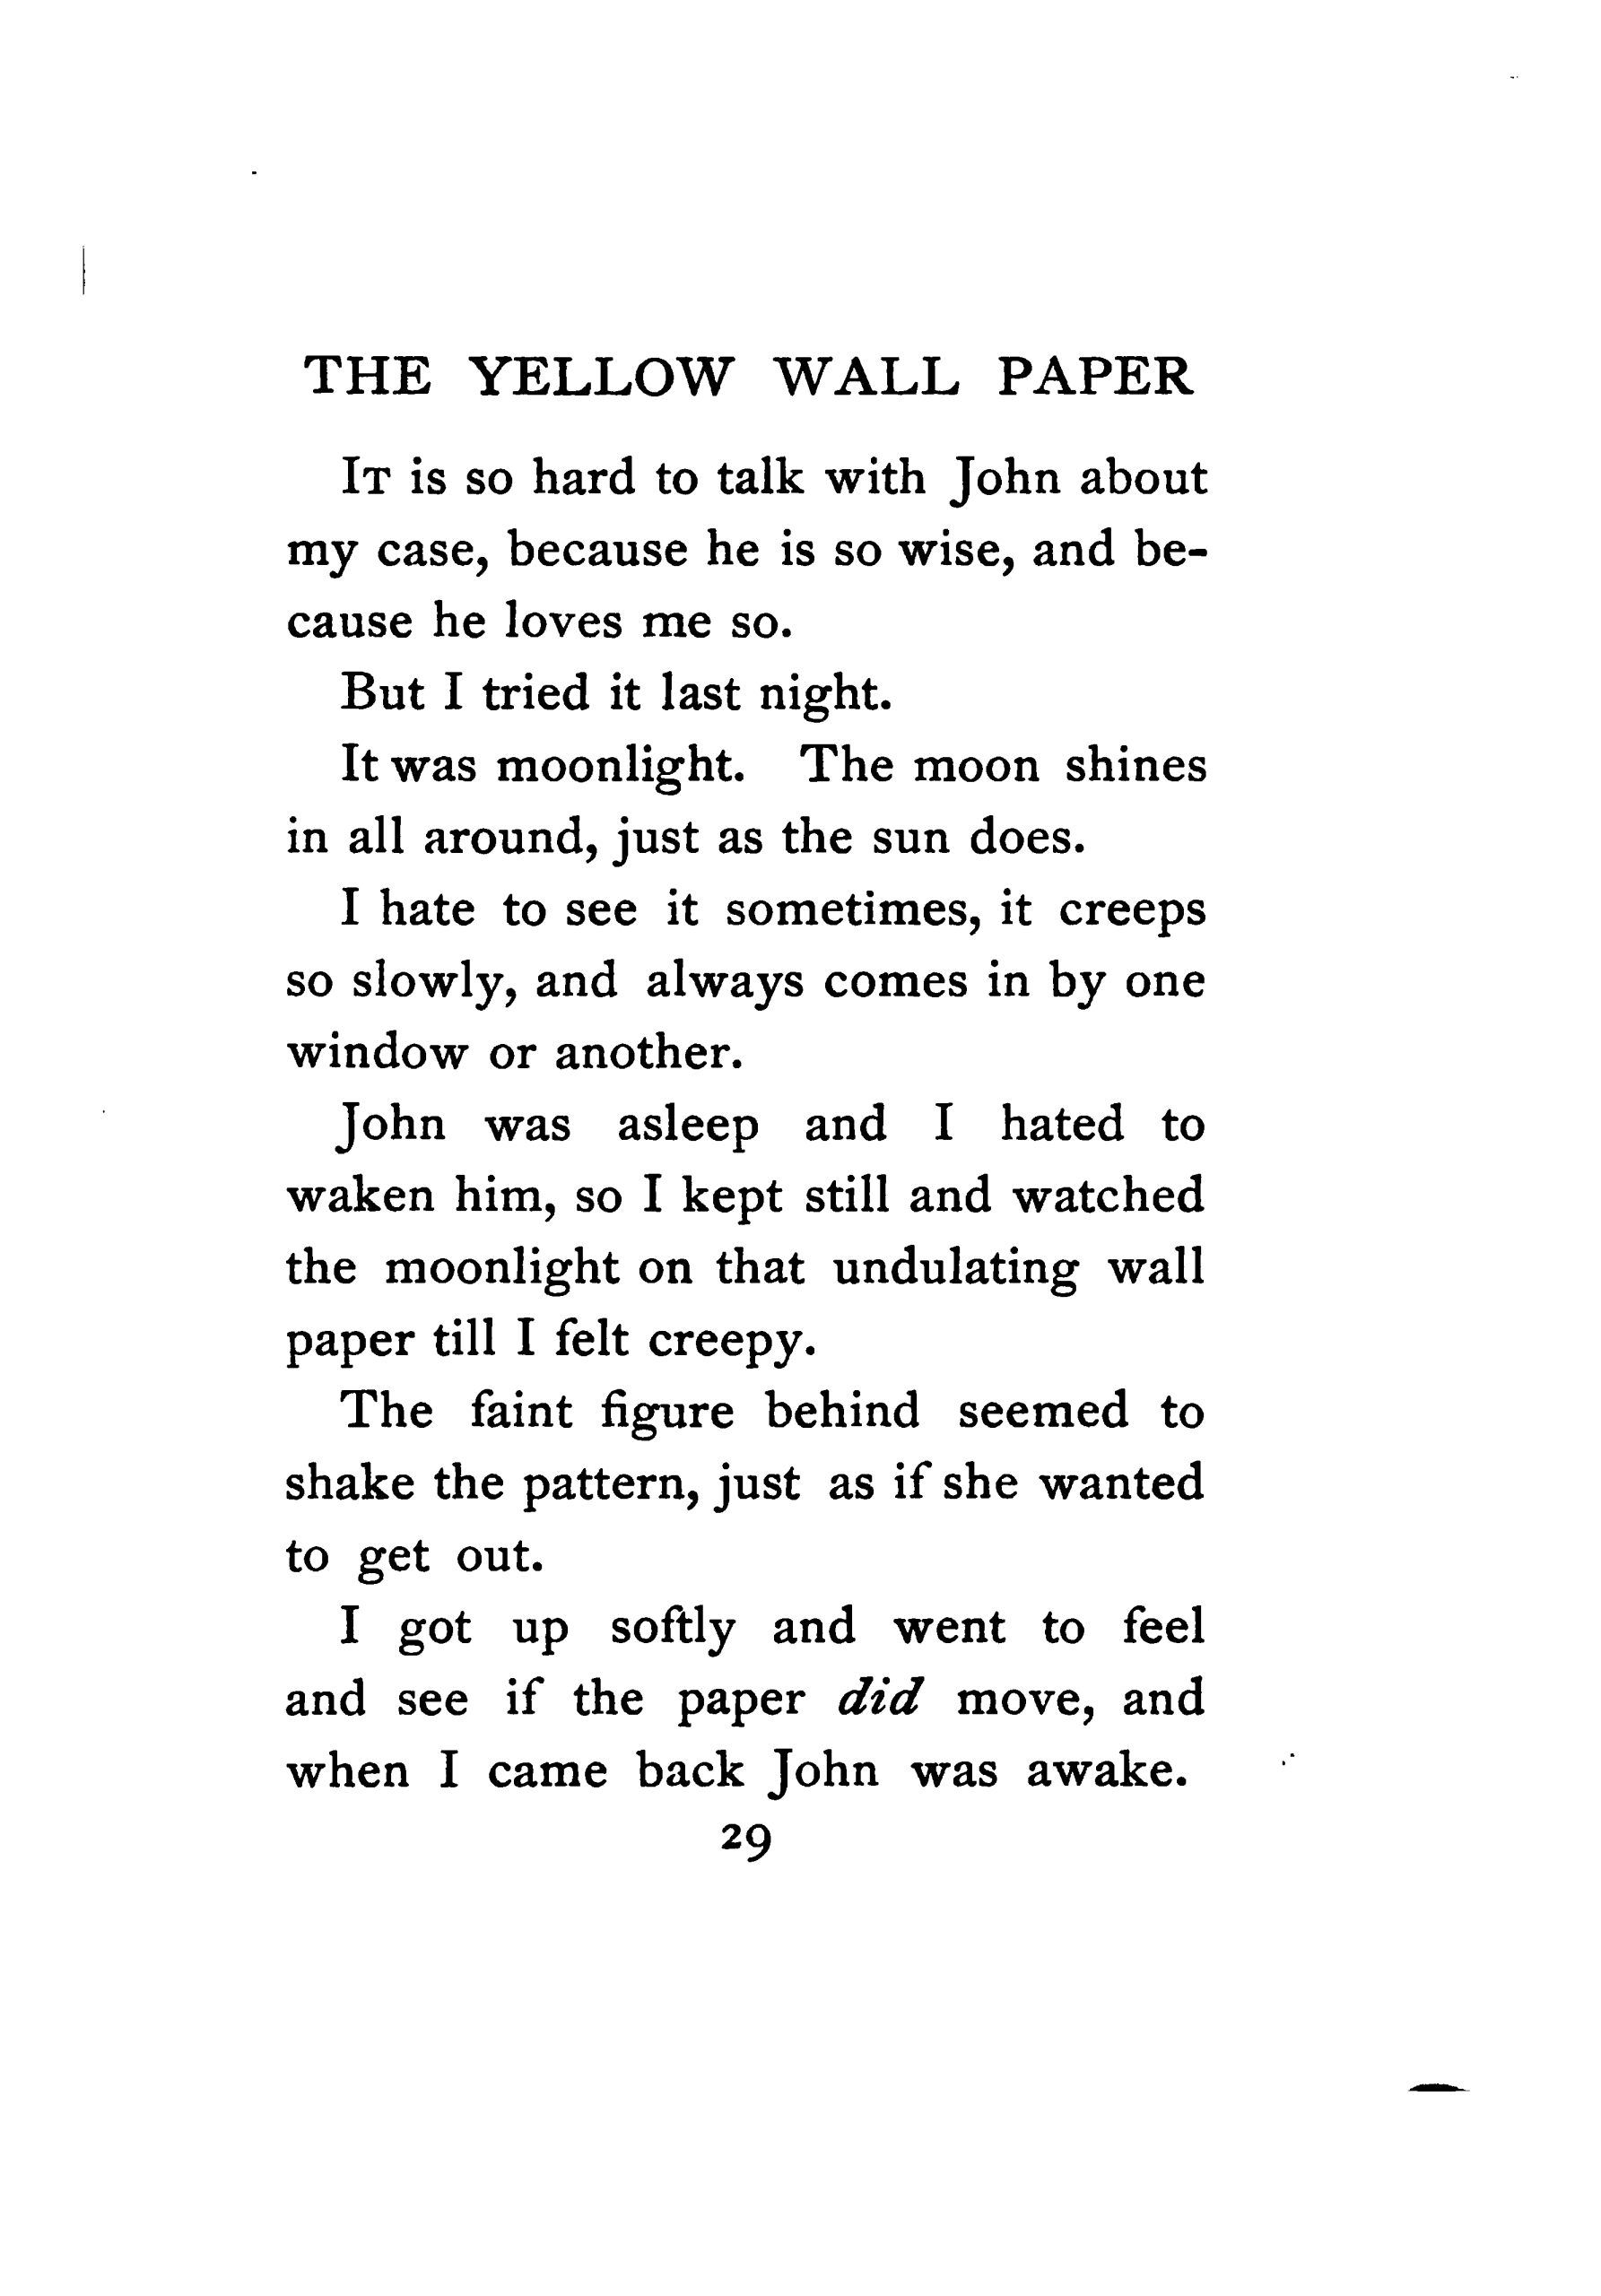 THE YELLOW WALL PAPER
IT is so hard to talk with John about
my case, because he is so wise, and be-
cause he loves me so.
But I tried it last night.
It was moonlight. The moon shines
in all around, just as the sun does.
I hate to see it sometimes, it creeps
so slowly, and always comes in by one
window or another.
John was asleep and I hated to
waken him, so I kept still and watched
the moonlight on that undulating wall
paper till I felt creepy.
The faint figure behind seemed to
shake the pattern, just as if she wanted
to get out.
I got up softly and went to feel
and see if the paper did move, and
when I came back John was awake.
29